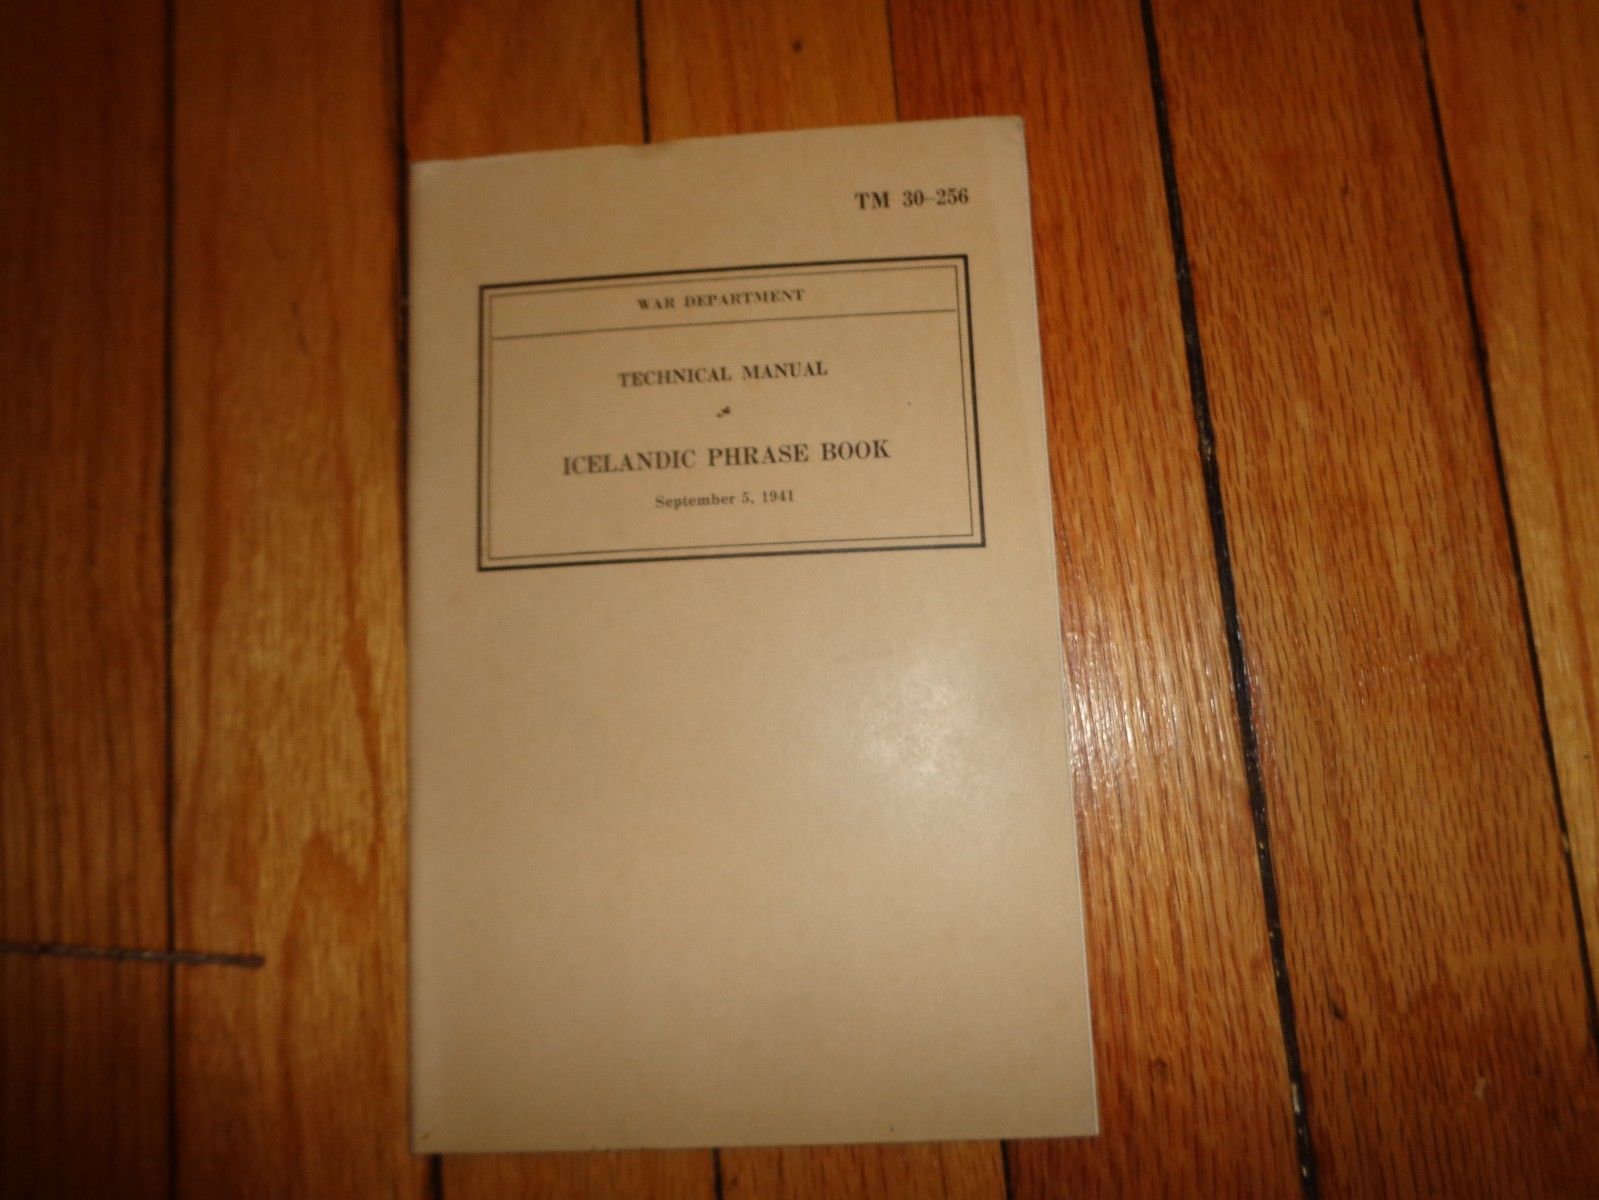 TM 30-256
WAR DEPARTMENT
TECHNICAL MANUAL
ICELANDIC PHRASE BOOK
September 5, 1941